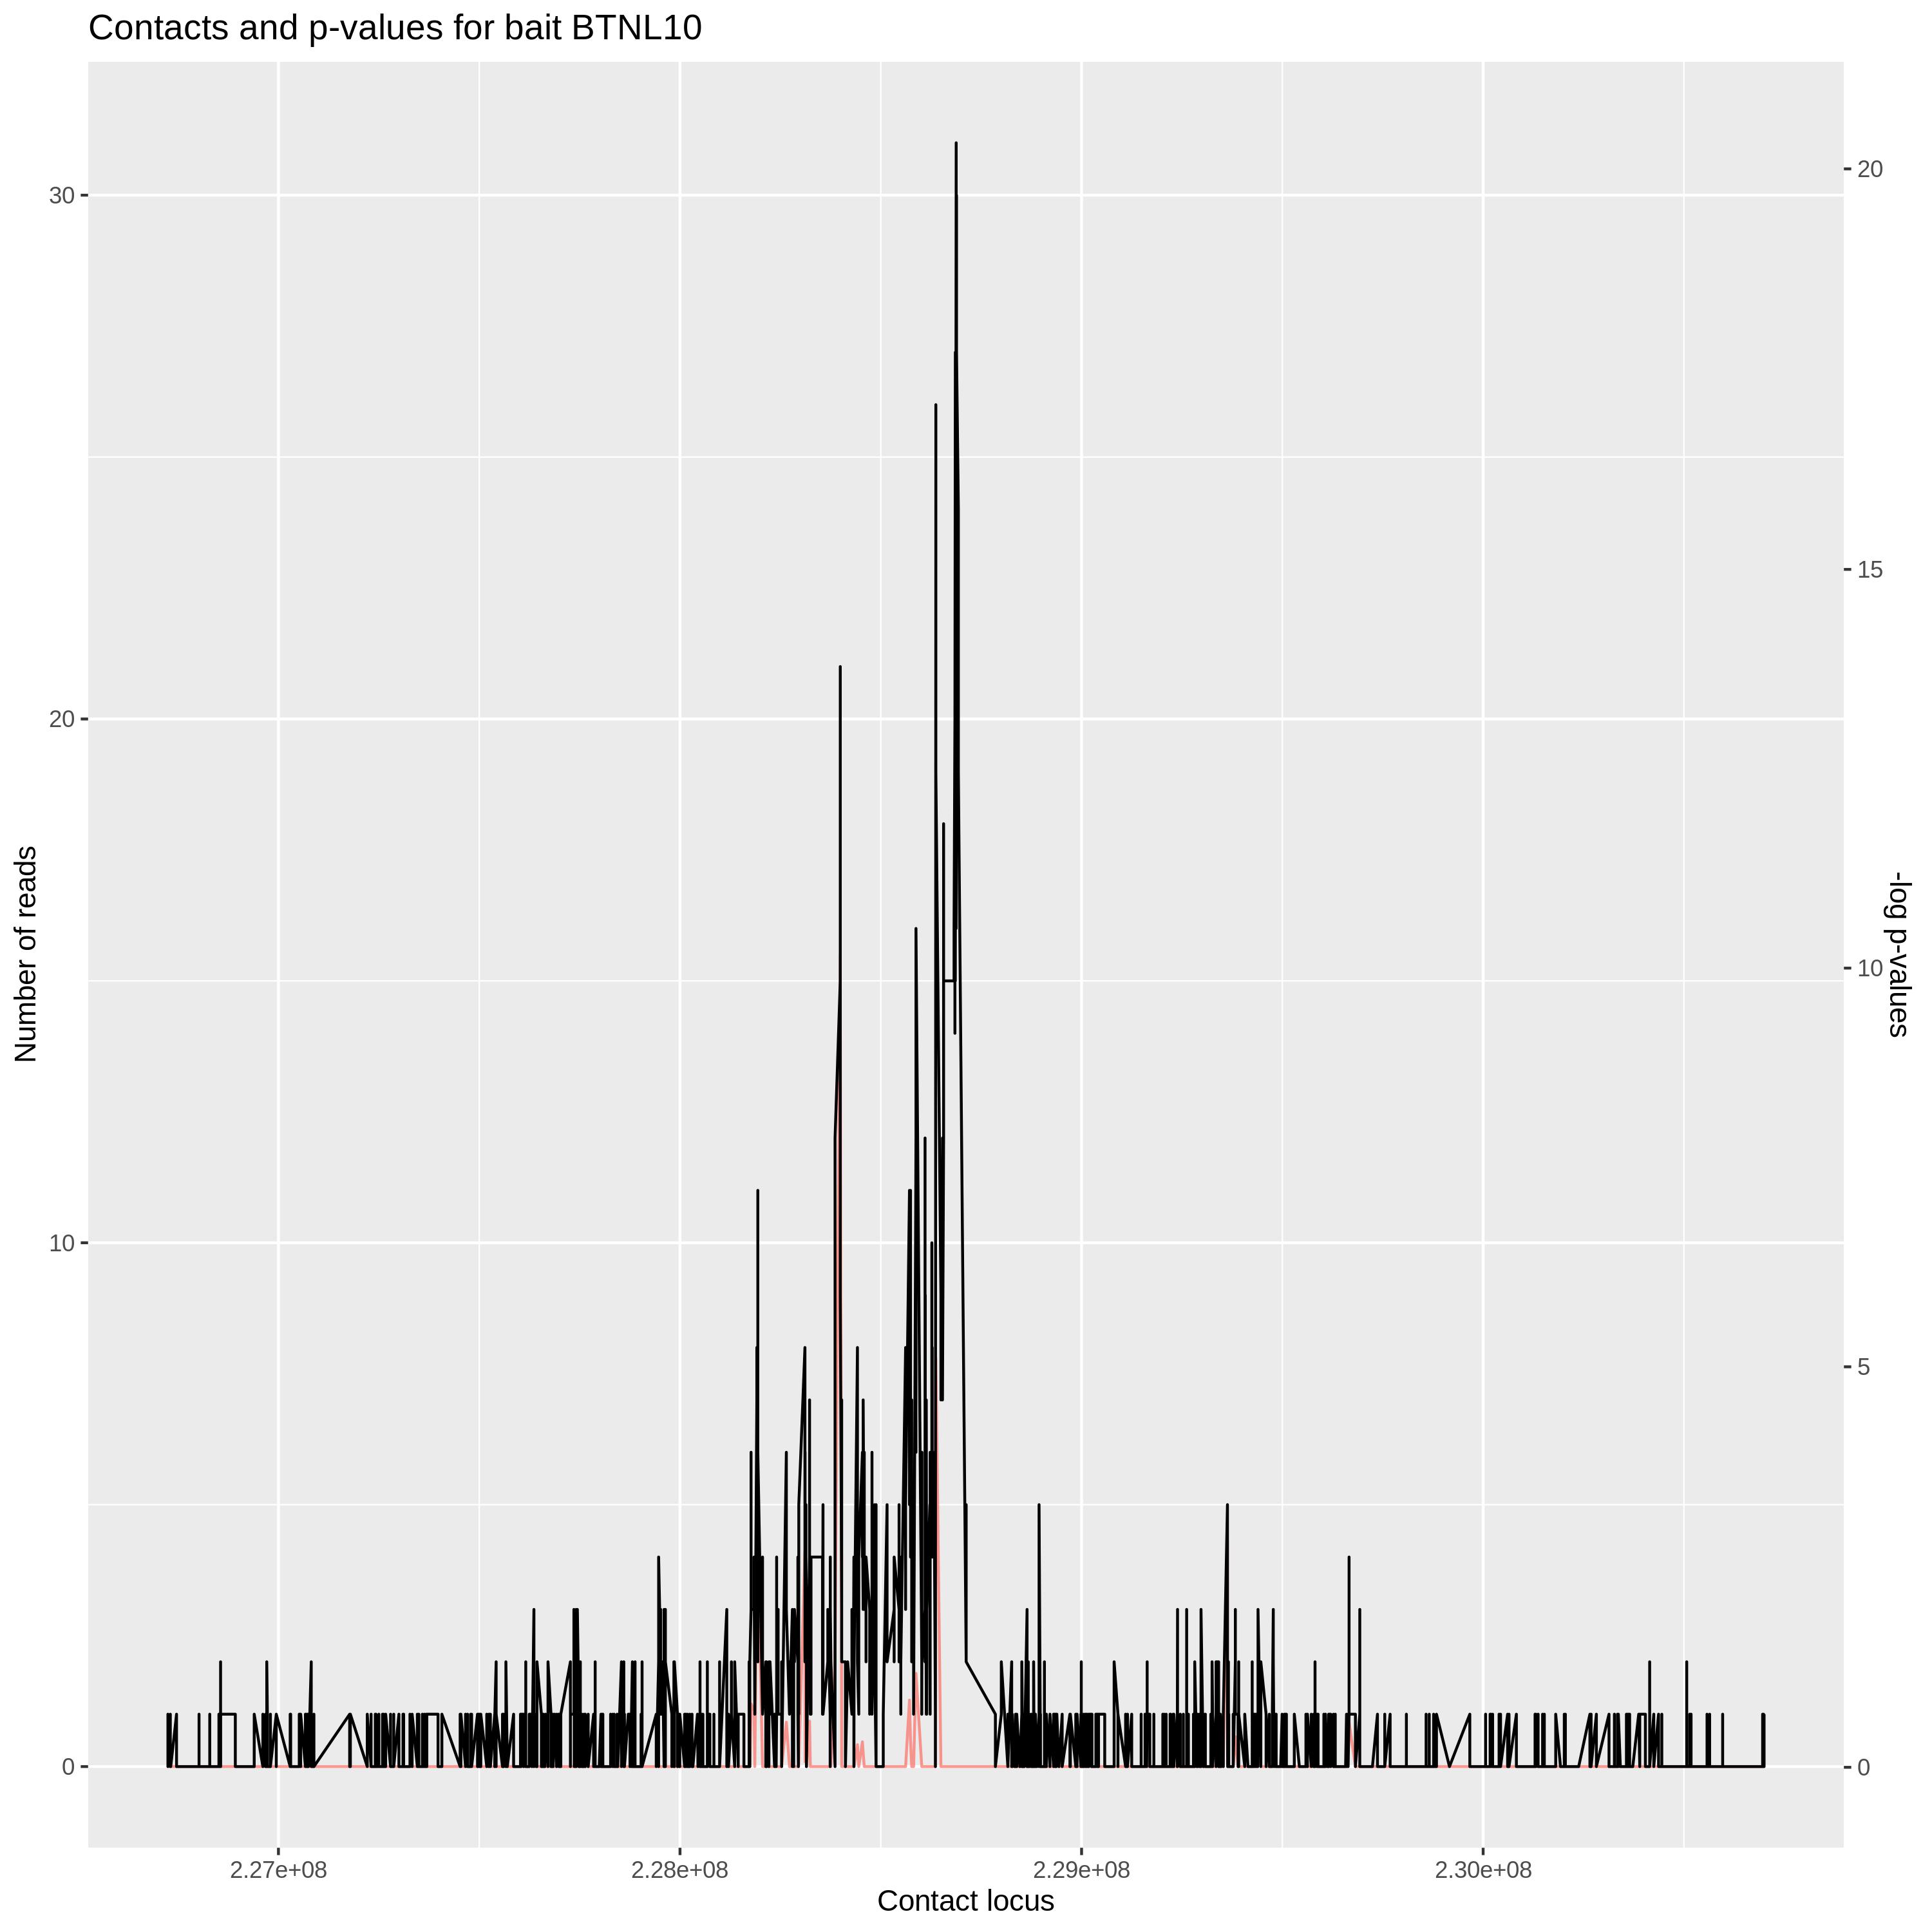 Contacts and p-values for bait BTNL10
30
20
10
0
Number of reads
20
15
10
5
0
-log p-values
2.27e+08
2.28e+08
2.29e+08
2.30e+08
Contact locus